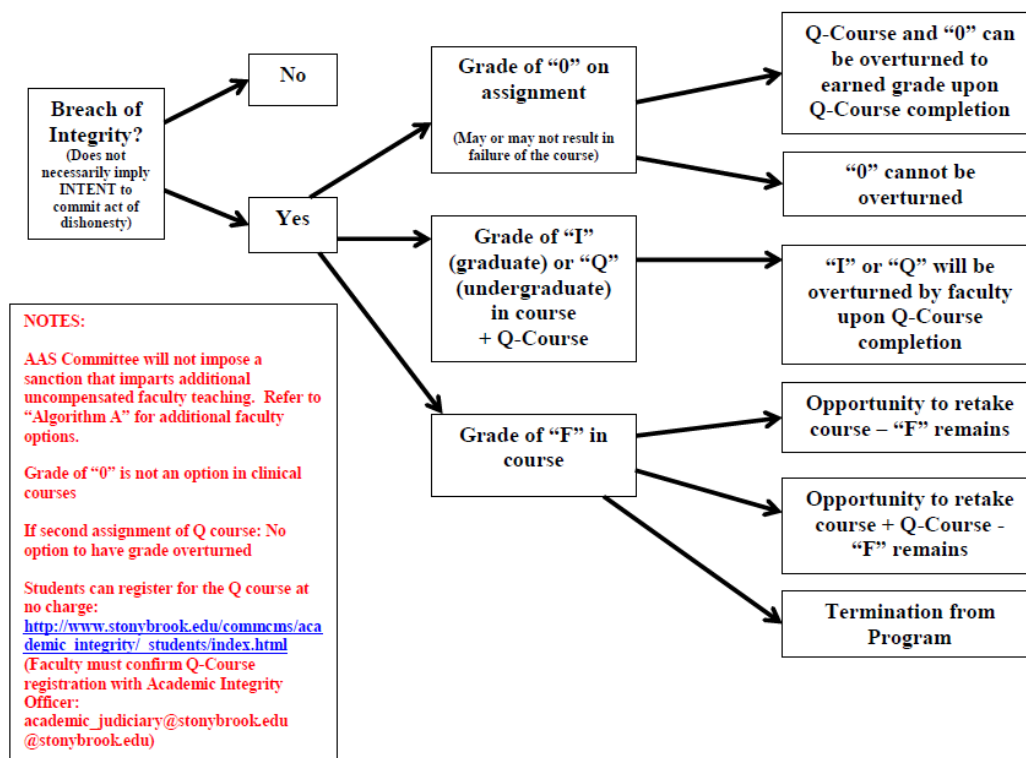 Breach of
Integrity?
(Does not
necessarily imply
INTENT to
commit act of
dishonesty)
No
Yes
Grade of “0” on
assignment
(May or may not result in
failure of the course)
Grade of “I”
(graduate) or “Q”
(undergraduate)
in course
+ Q-Course
Grade of “F” in
course
Q-Course and “0” can
be overturned to
earned grade upon
Q-Course completion
“0” cannot be
overturned
“I” or “Q” will be
overturned by faculty
upon Q-Course
completion
Opportunity to retake
course – “F” remains
Opportunity to retake
course + Q-Course -
“F” remains
Termination from
Program
NOTES:
AAS Committee will not impose a
sanction that imparts additional
uncompensated faculty teaching.  Refer to
“Algorithm A” for additional faculty
options.
Grade of “0” is not an option in clinical
courses
If second assignment of Q course: No
option to have grade overturned
Students can register for the Q course at
no charge:
http://www.stonybrook.edu/commcms/aca
demic_integrity/_students/index.html
(Faculty must confirm Q-Course
registration with Academic Integrity
Officer:
academic_judiciary@stonybrook.edu
@stonybrook.edu)